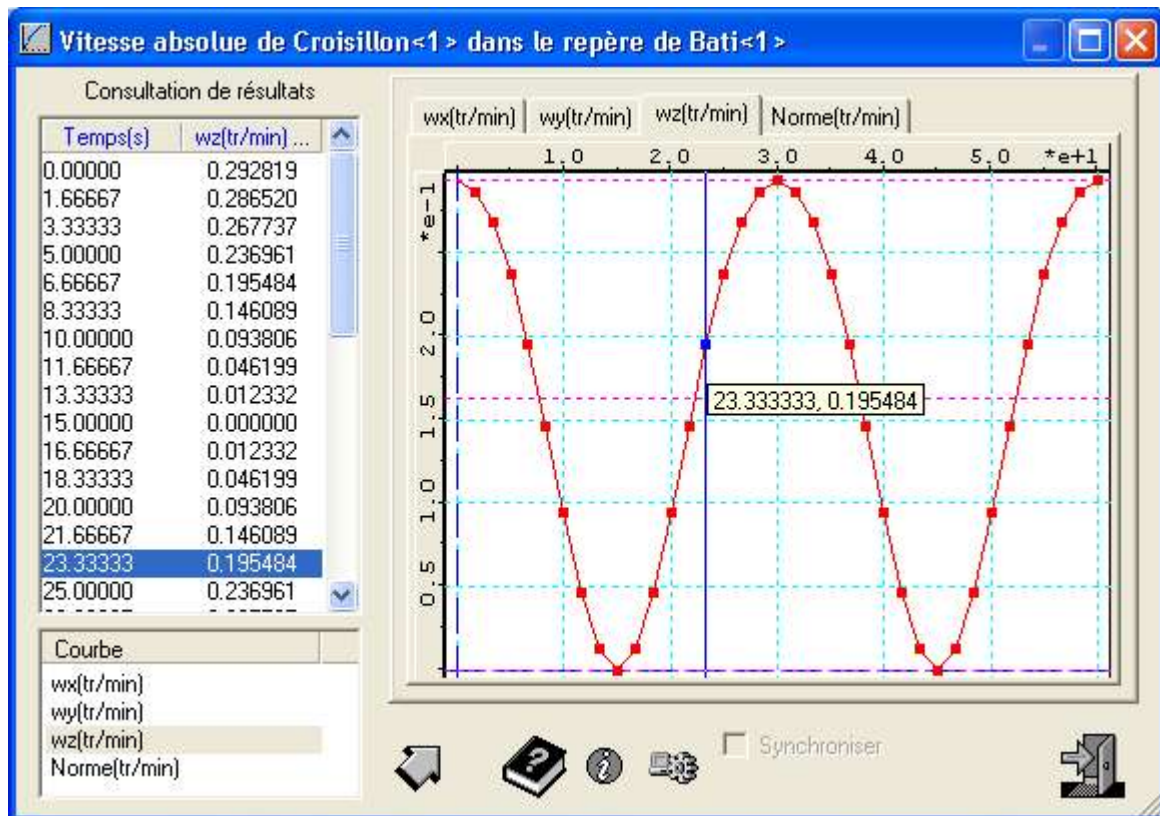 Vitesse absolue de Croisillon<1> dans le repère de Bati<1>
Consultation de résultats
Temps(s) wz(tr/min) ...
0.00000 0.292819
1.66667 0.286520
3.33333 0.267737
5.00000 0.236961
6.66667 0.195484
8.33333 0.146089
10.00000 0.093806
11.66667 0.046199
13.33333 0.012332
15.00000 0.000000
16.66667 0.012332
18.33333 0.046199
20.00000 0.093806
21.66667 0.146089
23.33333 0.195484
25.00000 0.236961
Courbe
wx(tr/min)
wy(tr/min)
wz(tr/min)
Norme(tr/min)
wx(tr/min) wy(tr/min) wz(tr/min) Norme(tr/min)
1,0 2,0 3,0 4,0 5,0 *e+1
*e-1
2,0
1,5
1,0
0,5
23.333333, 0.195484
Synchroniser